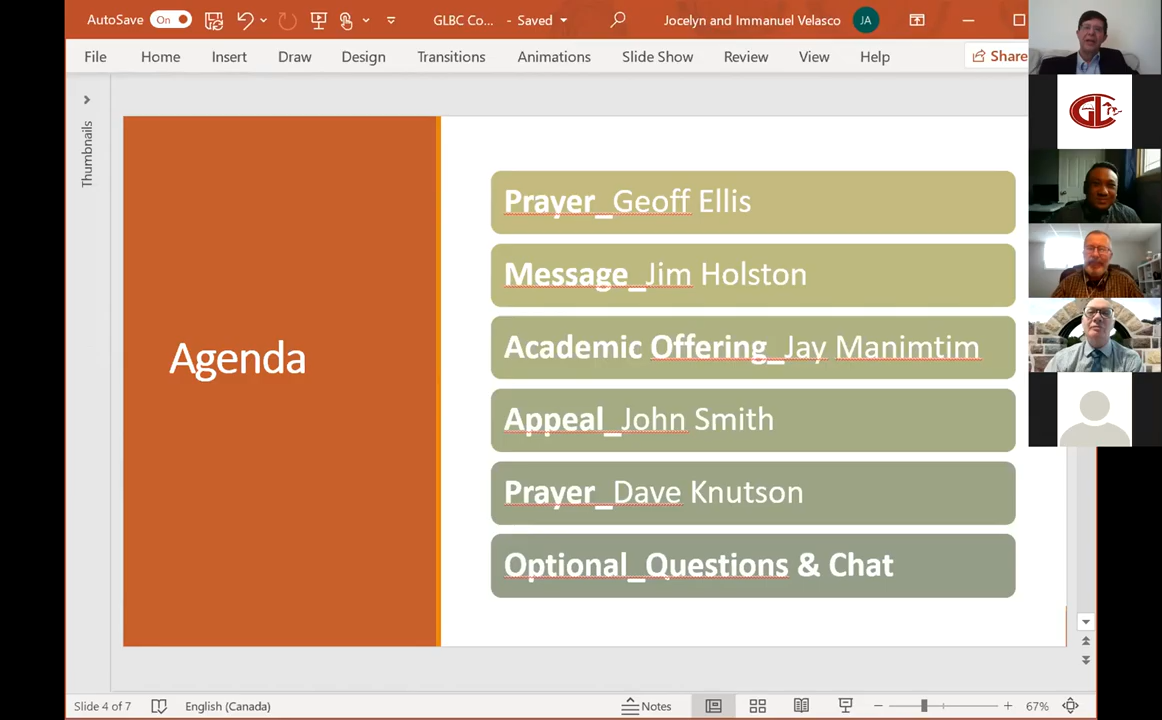 AutoSave On GLBC Co... - Saved Jocelyn and Immanuel Velasco JA
File Home Insert Draw Design Transitions Animations Slide Show Review View Help Share
GL
Thumbnails
Agenda
Prayer_Geoff Ellis
Message_Jim Holston
Academic Offering_Jay Manimtim
Appeal_John Smith
Prayer_Dave Knutson
Optional_Questions & Chat
Slide 4 of 7 English (Canada) Notes 67%